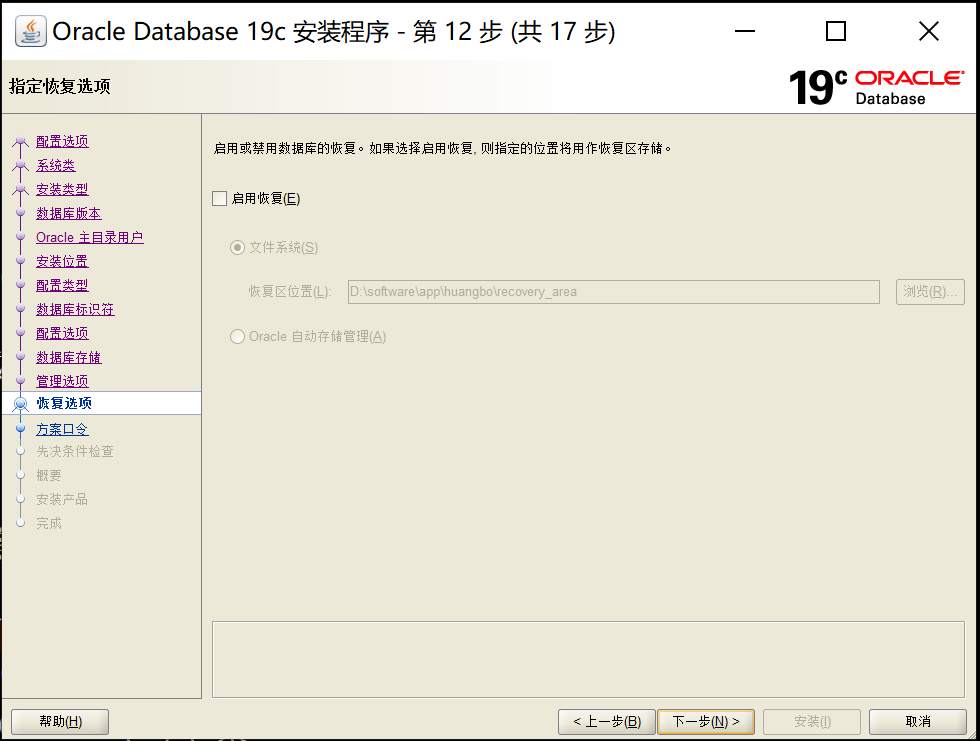 Oracle Database 19c 安装程序 - 第 12 步 (共 17 步)
指定恢复选项
19c ORACLE
Database
配置选项
系统类
安装类型
数据库版本
Oracle 主目录用户
安装位置
配置类型
数据库标识符
配置选项
数据库存储
管理选项
恢复选项
方案口令
先决条件检查
概要
安装产品
完成
启用或禁用数据库的恢复。如果选择启用恢复, 则指定的位置将用作恢复区存储。
启用恢复(E)
文件系统(S)
恢复区位置(L): D:\software\app\huangbo\recovery_area 浏览(R)...
Oracle 自动存储管理(A)
帮助(H) < 上一步(B) 下一步(N) > 安装(I) 取消